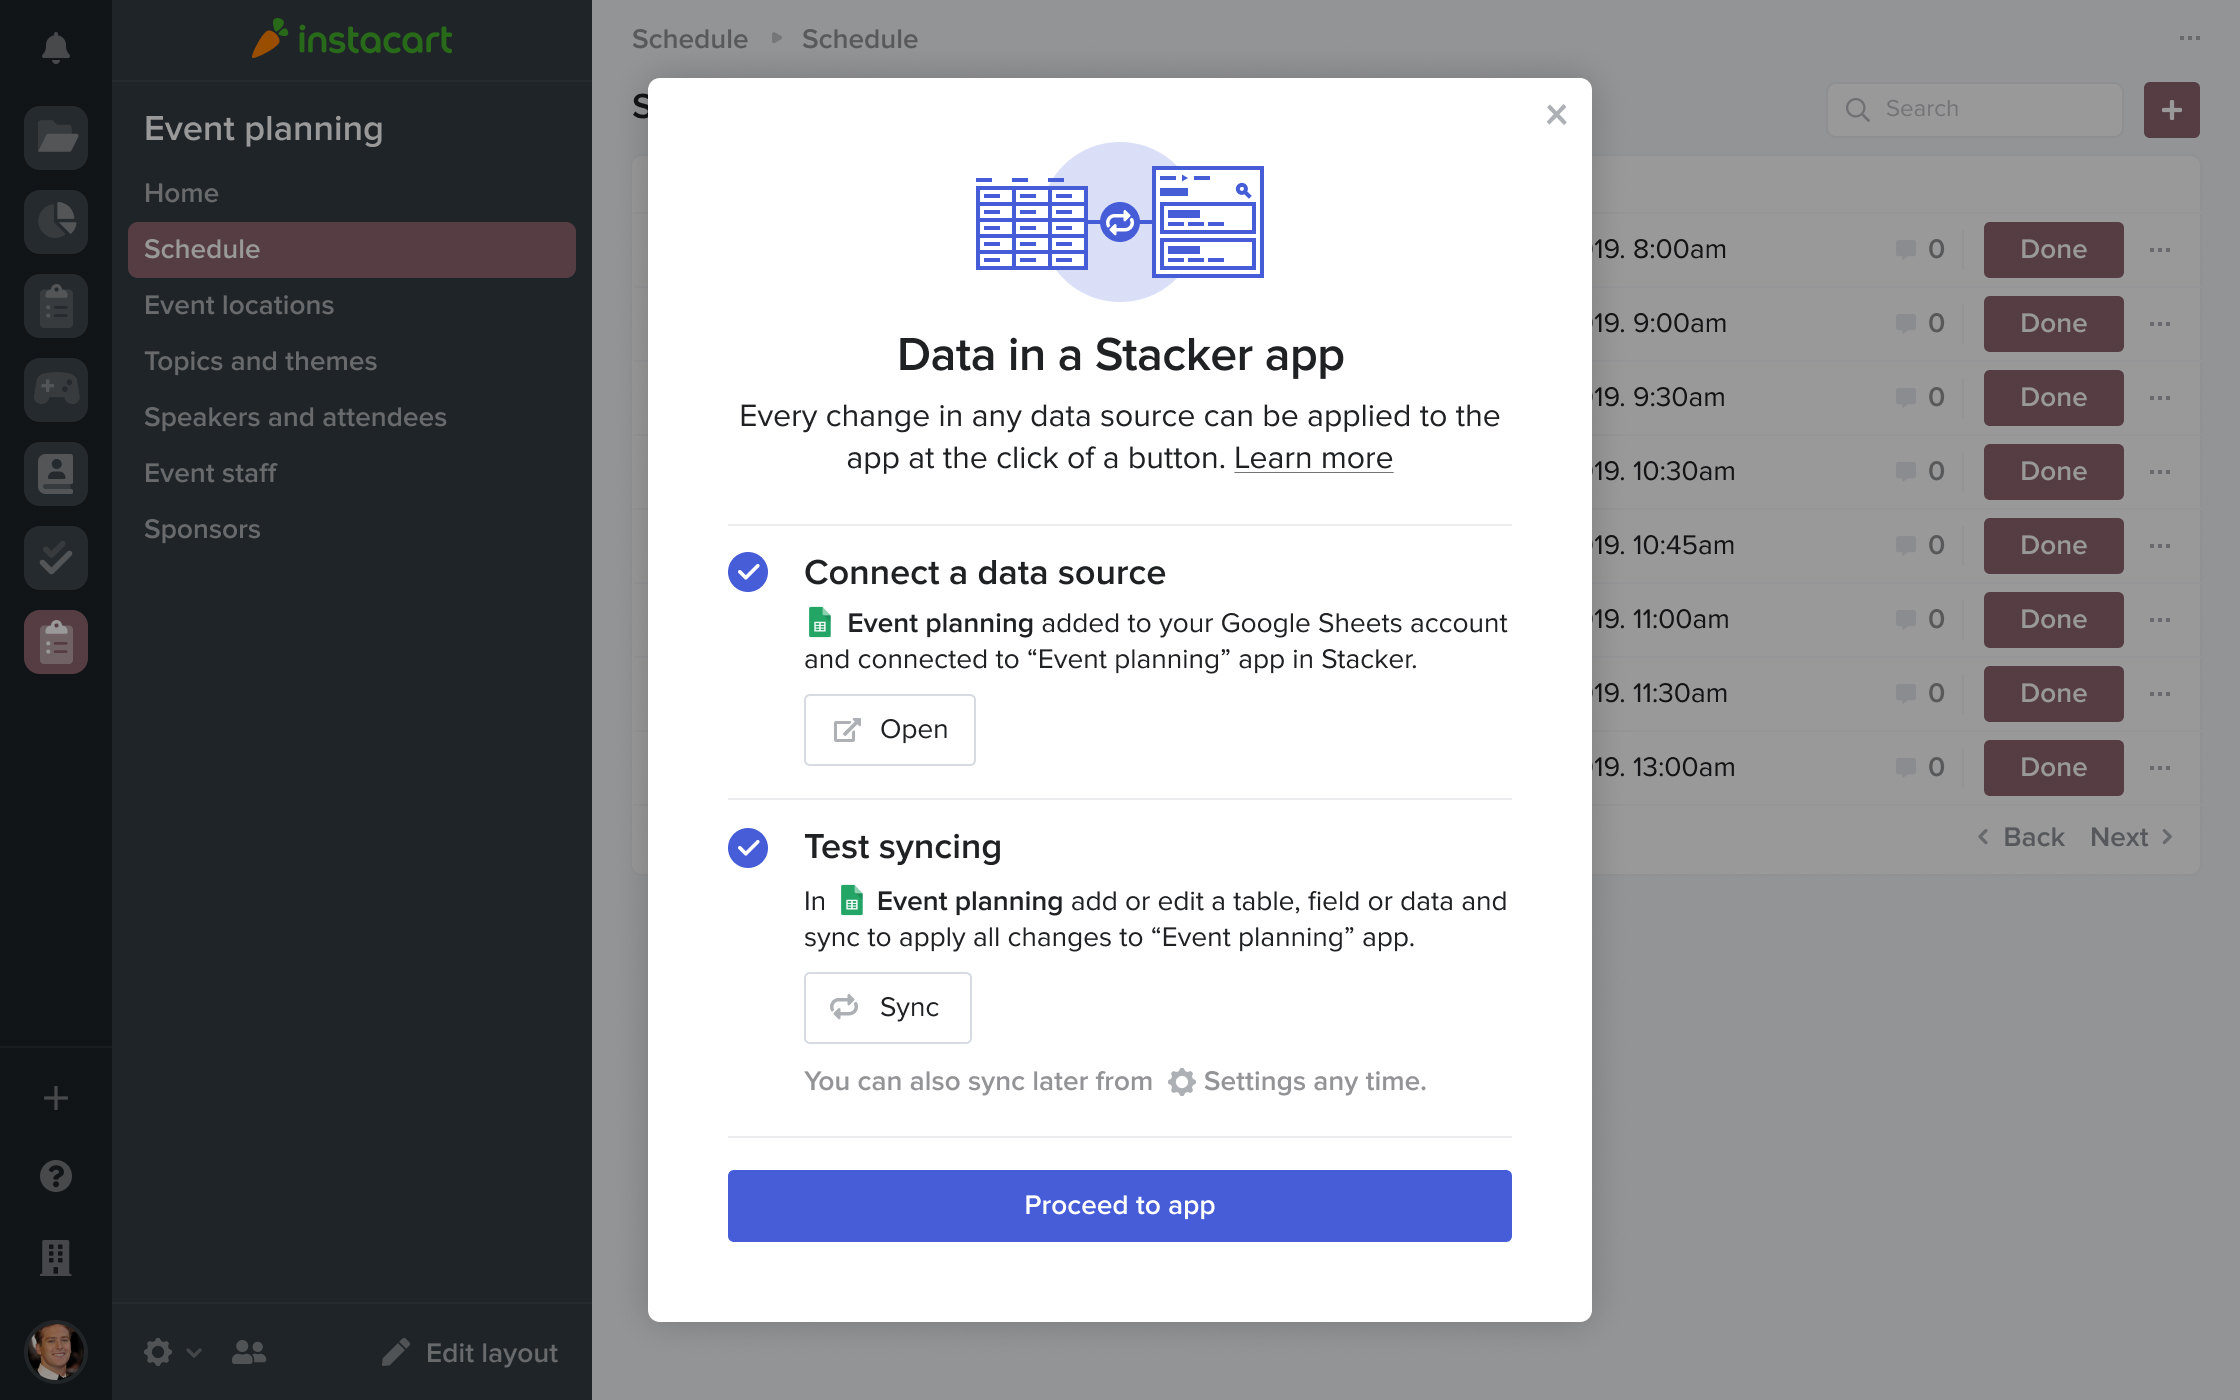 instacart
Event planning
Home
Schedule
Event locations
Topics and themes
Speakers and attendees
Event staff
Sponsors
Edit layout
Schedule Schedule
Search
Data in a Stacker app
Every change in any data source can be applied to the
app at the click of a button. Learn more
Connect a data source
Event planning added to your Google Sheets account
and connected to “Event planning” app in Stacker.
Open
Test syncing
In Event planning add or edit a table, field or data and
sync to apply all changes to “Event planning” app.
Sync
You can also sync later from Settings any time.
Proceed to app
19. 8:00am 0 Done
19. 9:00am 0 Done
19. 9:30am 0 Done
19. 10:30am 0 Done
19. 10:45am 0 Done
19. 11:00am 0 Done
19. 11:30am 0 Done
19. 13:00am 0 Done
Back Next